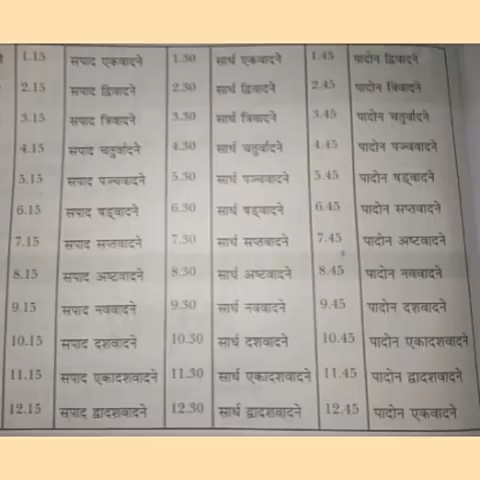 1.15 सपाद एकवादने 1.30 सार्ध एकवादने 1.45 पादोन द्विवादने
2.15 सपाद द्विवादने 2.30 सार्ध द्विवादने 2.45 पादोन त्रिवादने
3.15 सपाद त्रिवादने 3.30 सार्ध त्रिवादने 3.45 पादोन चतुर्वादने
4.15 सपाद चतुर्वादने 4.30 सार्ध चतुर्वादने 4.45 पादोन पञ्चवादने
5.15 सपाद पञ्चवादने 5.30 सार्ध पञ्चवादने 5.45 पादोन षड्वादने
6.15 सपाद षड्वादने 6.30 सार्ध षड्वादने 6.45 पादोन सप्तवादने
7.15 सपाद सप्तवादने 7.30 सार्ध सप्तवादने 7.45 पादोन अष्टवादने
8.15 सपाद अष्टवादने 8.30 सार्ध अष्टवादने 8.45 पादोन नववादने
9.15 सपाद नववादने 9.30 सार्ध नववादने 9.45 पादोन दशवादने
10.15 सपाद दशवादने 10.30 सार्ध दशवादने 10.45 पादोन एकादशवादने
11.15 सपाद एकादशवादने 11.30 सार्ध एकादशवादने 11.45 पादोन द्वादशवादने
12.15 सपाद द्वादशवादने 12.30 सार्ध द्वादशवादने 12.45 पादोन एकवादने